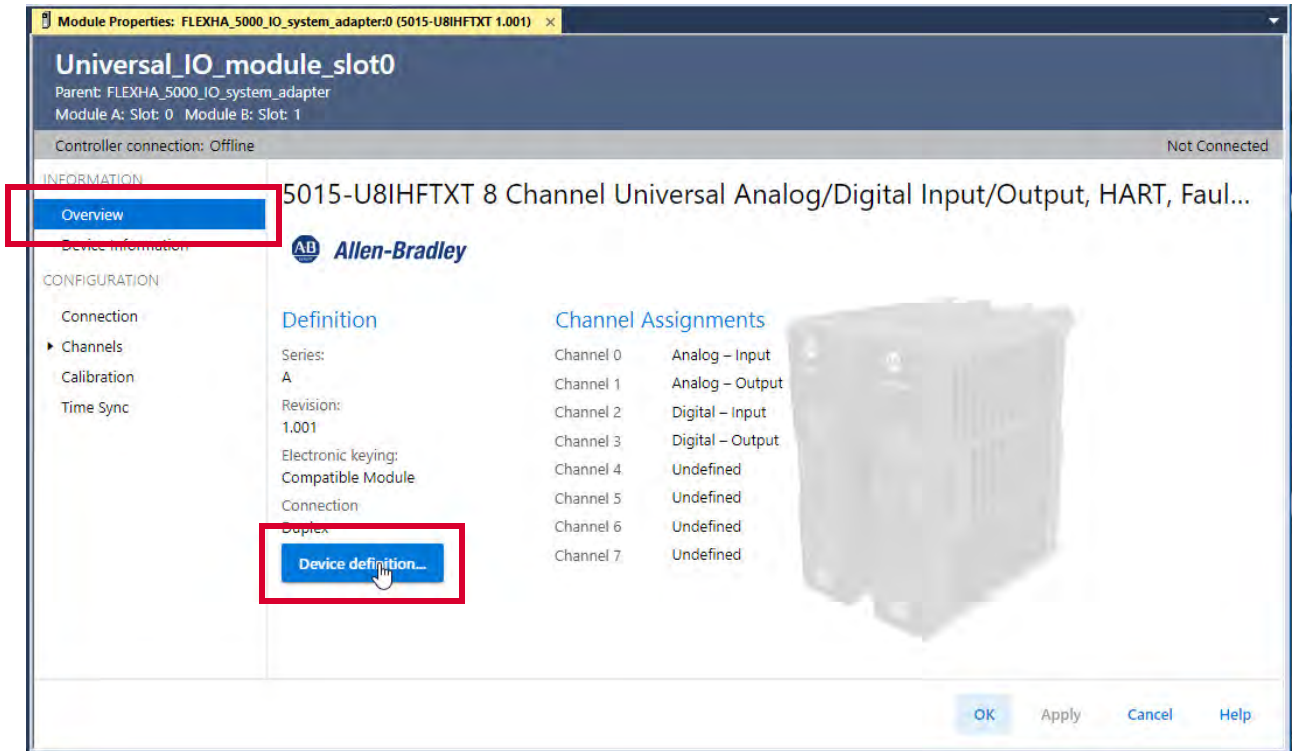 Module Properties: FLEXHA_5000_IO_system_adapter:0 (5015-U8IHFTXT 1.001) ×
Universal_IO_module_slot0
Parent: FLEXHA_5000_IO_system_adapter
Module A: Slot: 0 Module B: Slot: 1
Controller connection: Offline Not Connected
INFORMATION
Overview
Device Information
CONFIGURATION
Connection
Channels
Calibration
Time Sync
5015-U8IHFTXT 8 Channel Universal Analog/Digital Input/Output, HART, Faul...
AB Allen-Bradley
Definition
Series:
A
Revision:
1.001
Electronic keying:
Compatible Module
Connection
Duplex
Device definition...
Channel Assignments
Channel 0 Analog – Input
Channel 1 Analog – Output
Channel 2 Digital – Input
Channel 3 Digital – Output
Channel 4 Undefined
Channel 5 Undefined
Channel 6 Undefined
Channel 7 Undefined
OK Apply Cancel Help